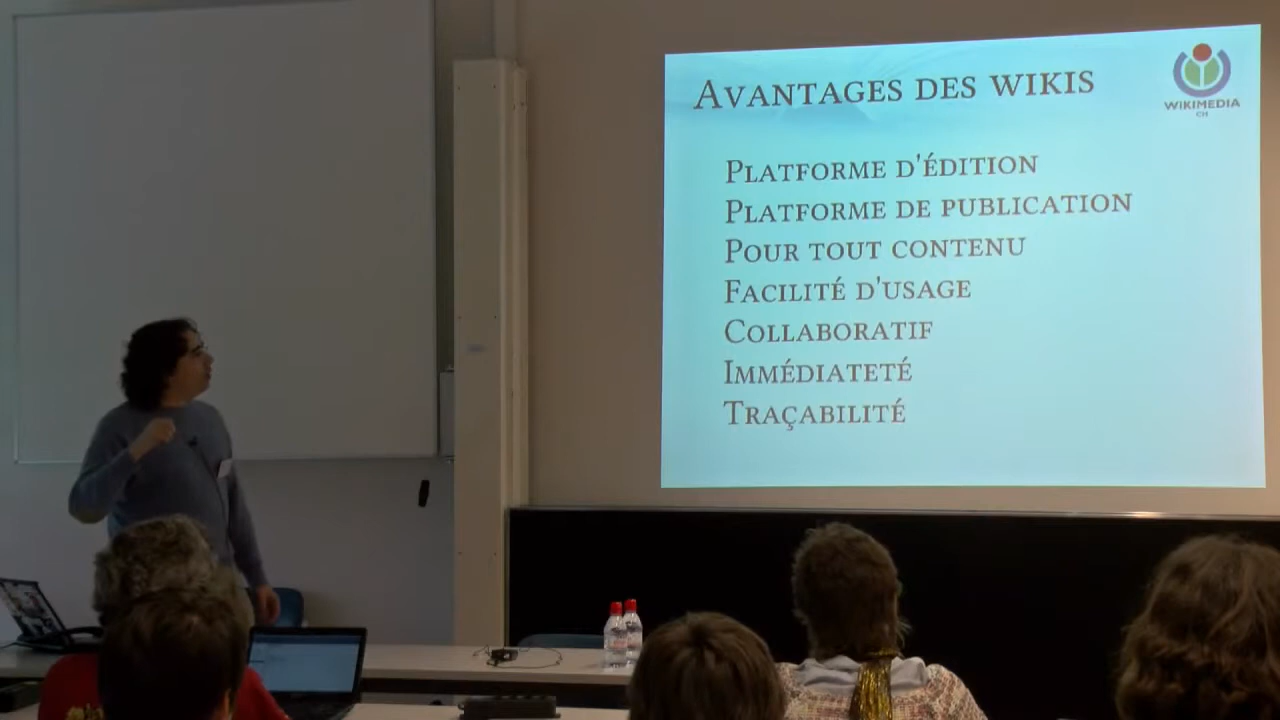 Avantages des wikis
WIKIMEDIA
CH
Platforme d'édition
Platforme de publication
Pour tout contenu
Facilité d'usage
Collaboratif
Immédiateté
Traçabilité